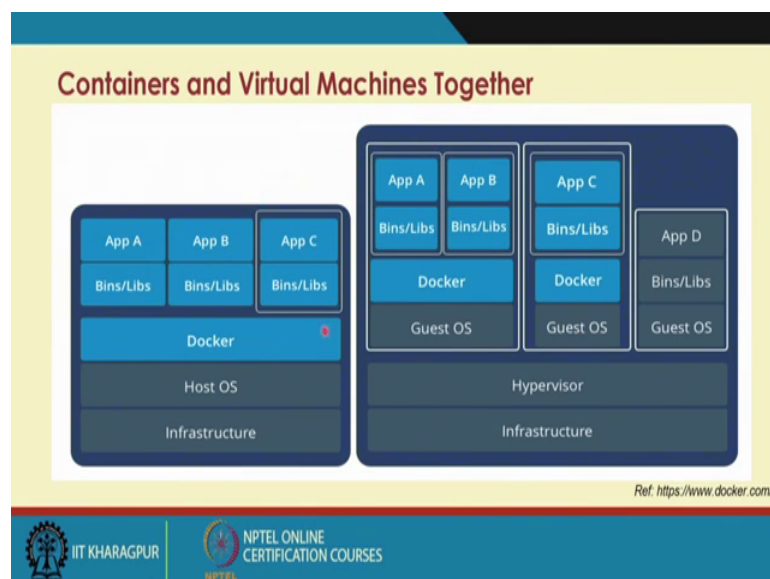 Containers and Virtual Machines Together
App A App B App C
Bins/Libs Bins/Libs Bins/Libs
Docker
Host OS
Infrastructure
App A App B App C
Bins/Libs Bins/Libs Bins/Libs
App D
Docker Docker Bins/Libs
Guest OS Guest OS Guest OS
Hypervisor
Infrastructure
Ref: https://www.docker.com/
IIT KHARAGPUR
NPTEL ONLINE
CERTIFICATION COURSES
NPTEL